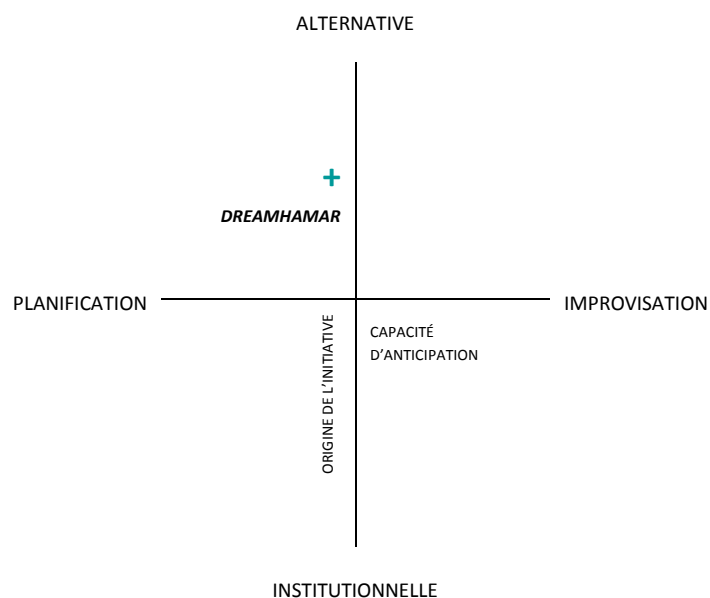 ALTERNATIVE
+
DREAMHAMAR
PLANIFICATION
IMPROVISATION
ORIGINE DE L’INITIATIVE
CAPACITÉ
D’ANTICIPATION
INSTITUTIONNELLE